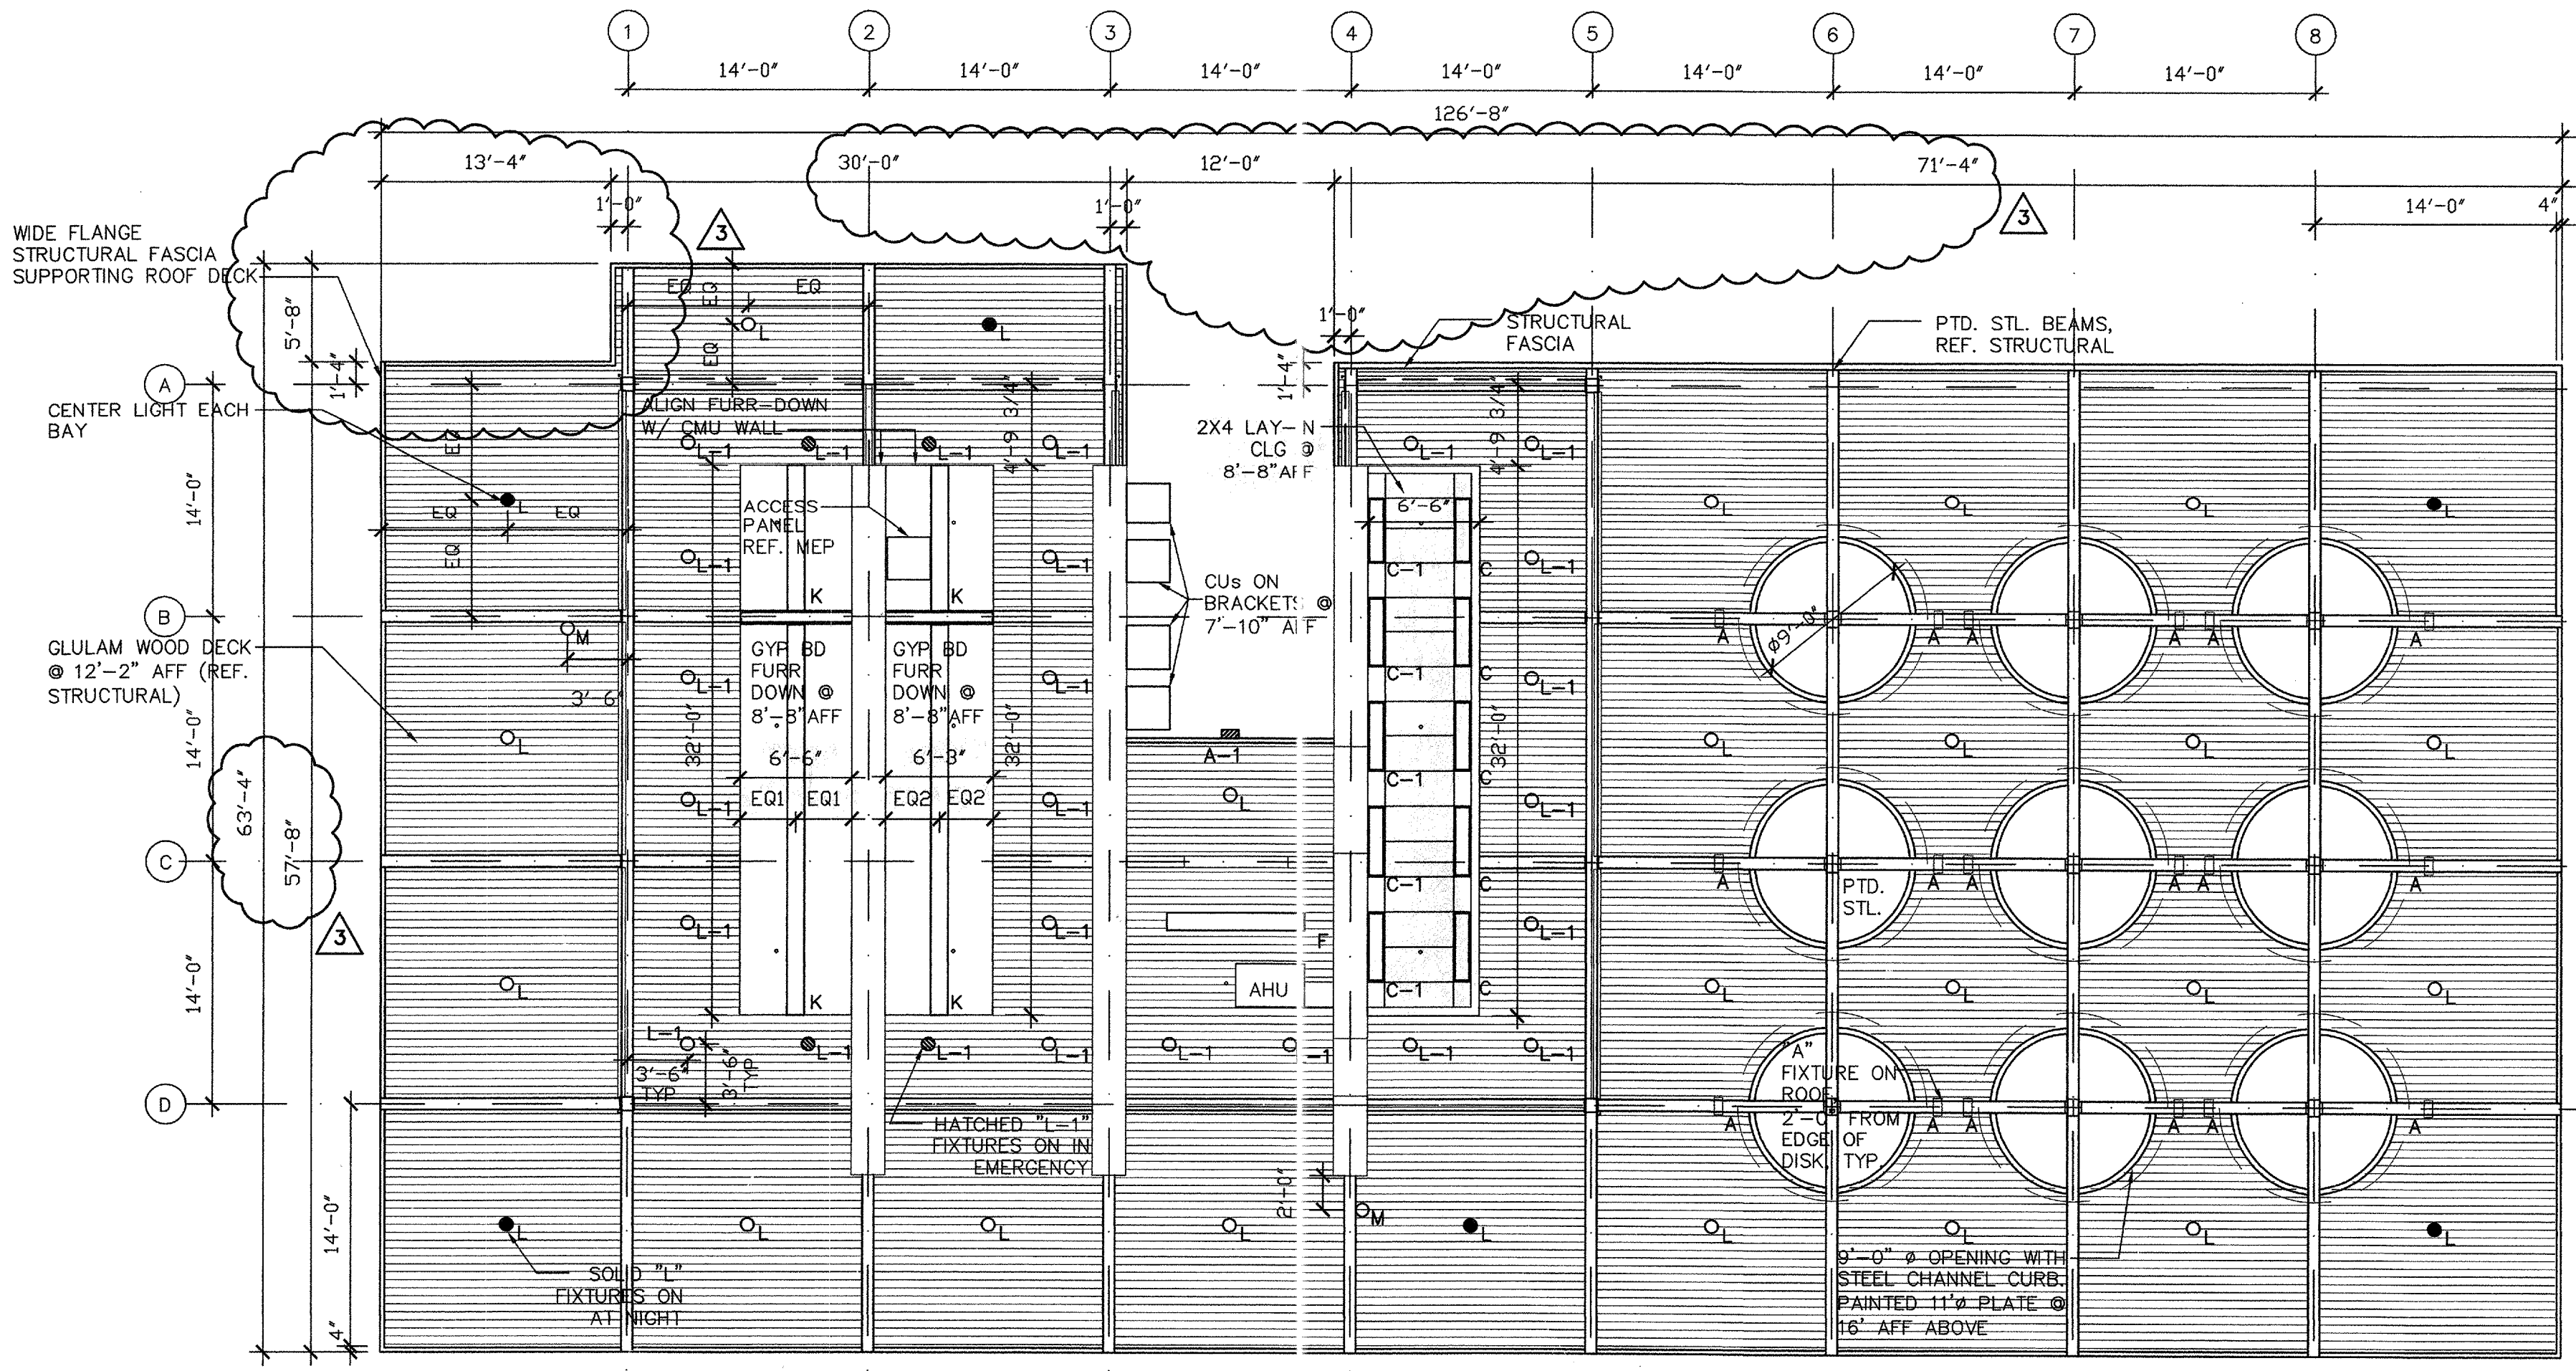 1 2 3 4 5 6 7 8
14'-0" 14'-0" 14'-0" 14'-0" 14'-0" 14'-0" 14'-0"
126'-8"
13'-4" 30'-0" 12'-0" 71'-4"
1'-0" 1'-0" 14'-0" 4"
3 3
WIDE FLANGE
STRUCTURAL FASCIA
SUPPORTING ROOF DECK
5'-8"
1'-4"
EQ EQ
EQ
EQ
L L
1'-0"
1'-4"
STRUCTURAL
FASCIA
PTD. STL. BEAMS,
REF. STRUCTURAL
A
CENTER LIGHT EACH
BAY
ALIGN FURR-DOWN
W/ CMU WALL
4'-9 3/4"
4'-9 3/4"
L-1 L-1 L-1 L-1 L-1 L-1
2X4 LAY- N
CLG @
8'-8"AFF
14'-0"
EQ
L
EQ EQ
EQ
ACCESS
PANEL
REF. MEP
6'-6"
L L L L
L-1 L-1 L-1
C-1 C
K K
CUs ON
BRACKETS @
7'-10" AFF
B
M
3'-6"
GLULAM WOOD DECK
@ 12'-2" AFF (REF.
STRUCTURAL)
GYP BD
FURR
DOWN @
8'-8"AFF
GYP BD
FURR
DOWN @
8'-8"AFF
ø9'-0"
A A A A A A
L-1 L-1 L-1
C-1 C
14'-0"
L
32'-0" 32'-0" 32'-0"
6'-6" 6'-3"
A-1
L L L L
C-1 C
EQ1 EQ1 EQ2 EQ2
L-1 L-1 L L-1
63'-4"
57'-8"
3
C
C-1 C
A A A A A A
PTD.
STL.
L-1 L-1 F L-1
14'-0"
L
AHU
C-1 C
L L L L
K K
L-1 L-1 L-1 L-1 L-1 -1 L-1 L-1
3'-6"
TYP
3'-6"
TYP
D
"A"
FIXTURE ON
ROOF,
2'-0" FROM
EDGE OF
DISK, TYP.
A A A A A A
HATCHED "L-1"
FIXTURES ON IN
EMERGENCY
2'-0"
M
14'-0"
L L L L L L L L L
SOLID "L"
FIXTURES ON
AT NIGHT
4"
9'-0" ø OPENING WITH
STEEL CHANNEL CURB.
PAINTED 11'ø PLATE @
16' AFF ABOVE